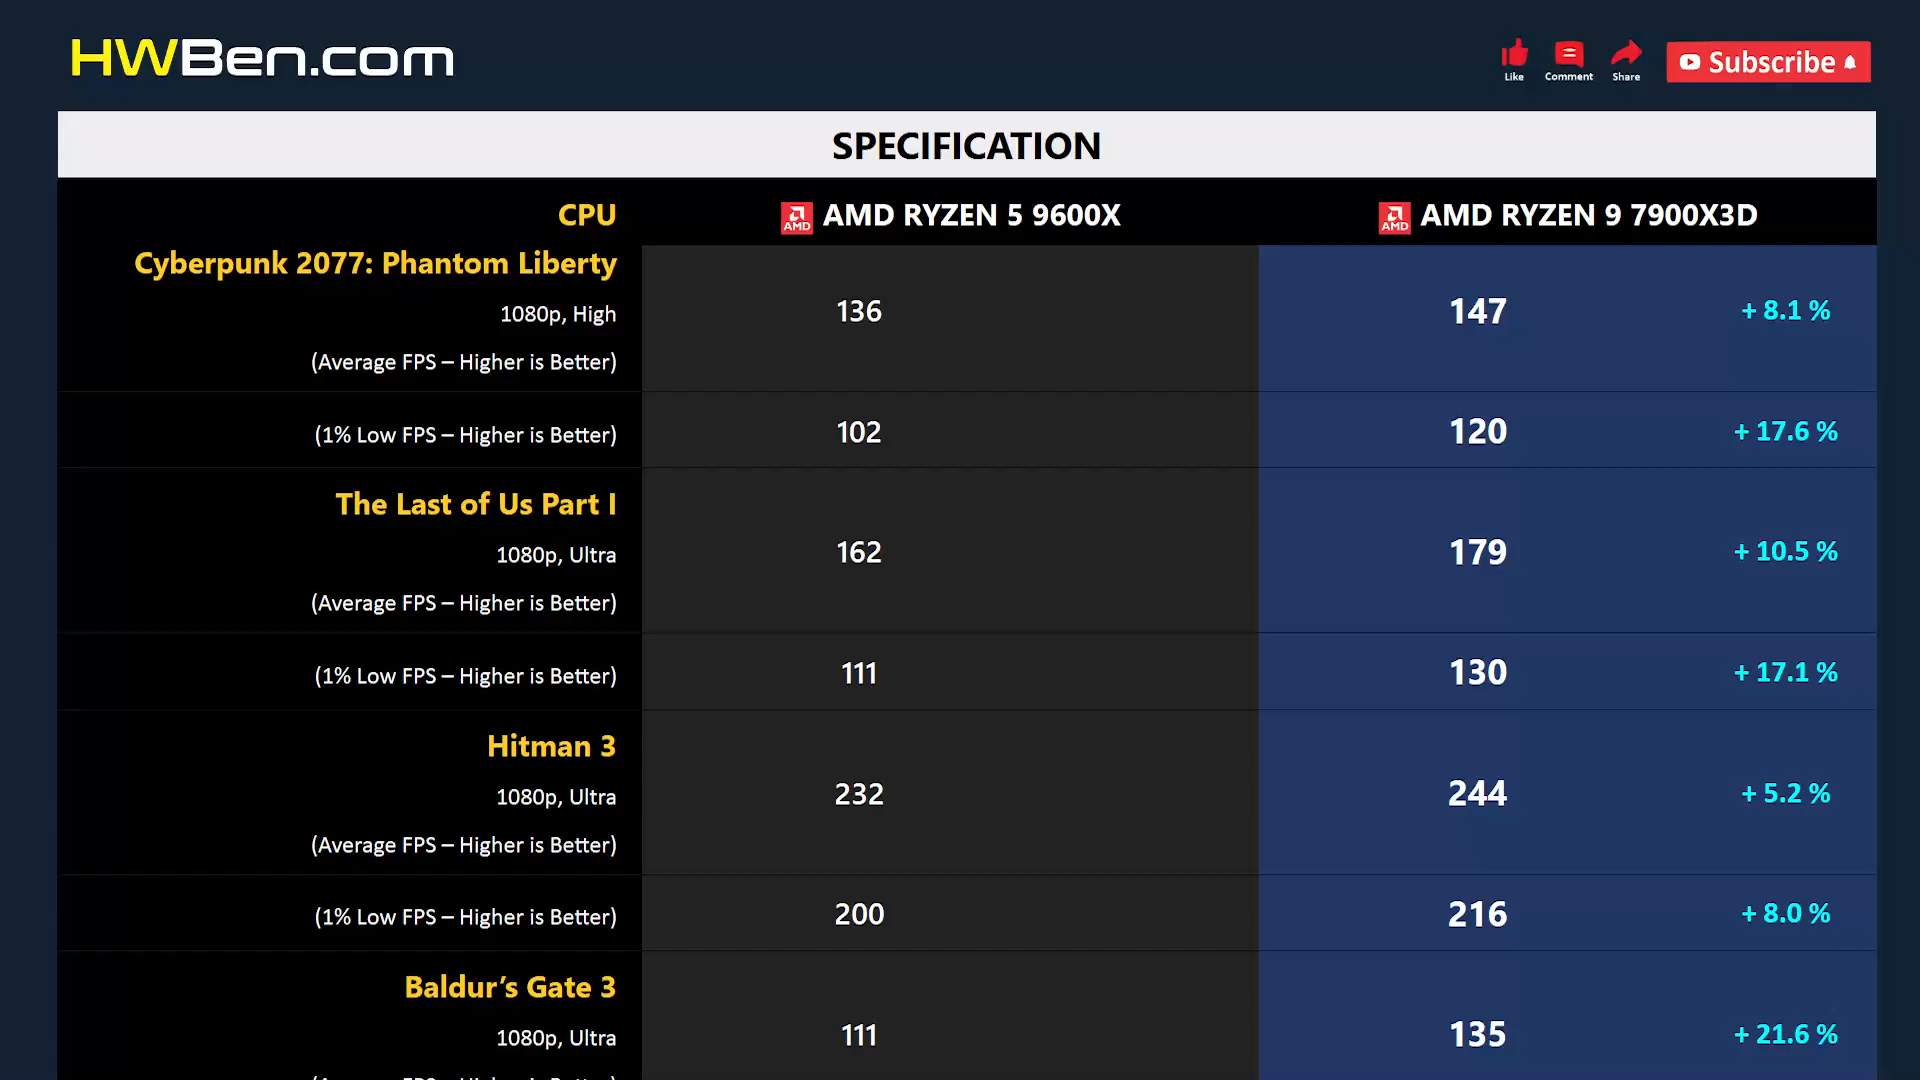 HWBen.com
Like
Comment
Share
Subscribe
SPECIFICATION
CPU AMD AMD RYZEN 5 9600X AMD AMD RYZEN 9 7900X3D
Cyberpunk 2077: Phantom Liberty
1080p, High 136 147 + 8.1 %
(Average FPS – Higher is Better)
(1% Low FPS – Higher is Better) 102 120 + 17.6 %
The Last of Us Part I
1080p, Ultra 162 179 + 10.5 %
(Average FPS – Higher is Better)
(1% Low FPS – Higher is Better) 111 130 + 17.1 %
Hitman 3
1080p, Ultra 232 244 + 5.2 %
(Average FPS – Higher is Better)
(1% Low FPS – Higher is Better) 200 216 + 8.0 %
Baldur’s Gate 3
1080p, Ultra 111 135 + 21.6 %